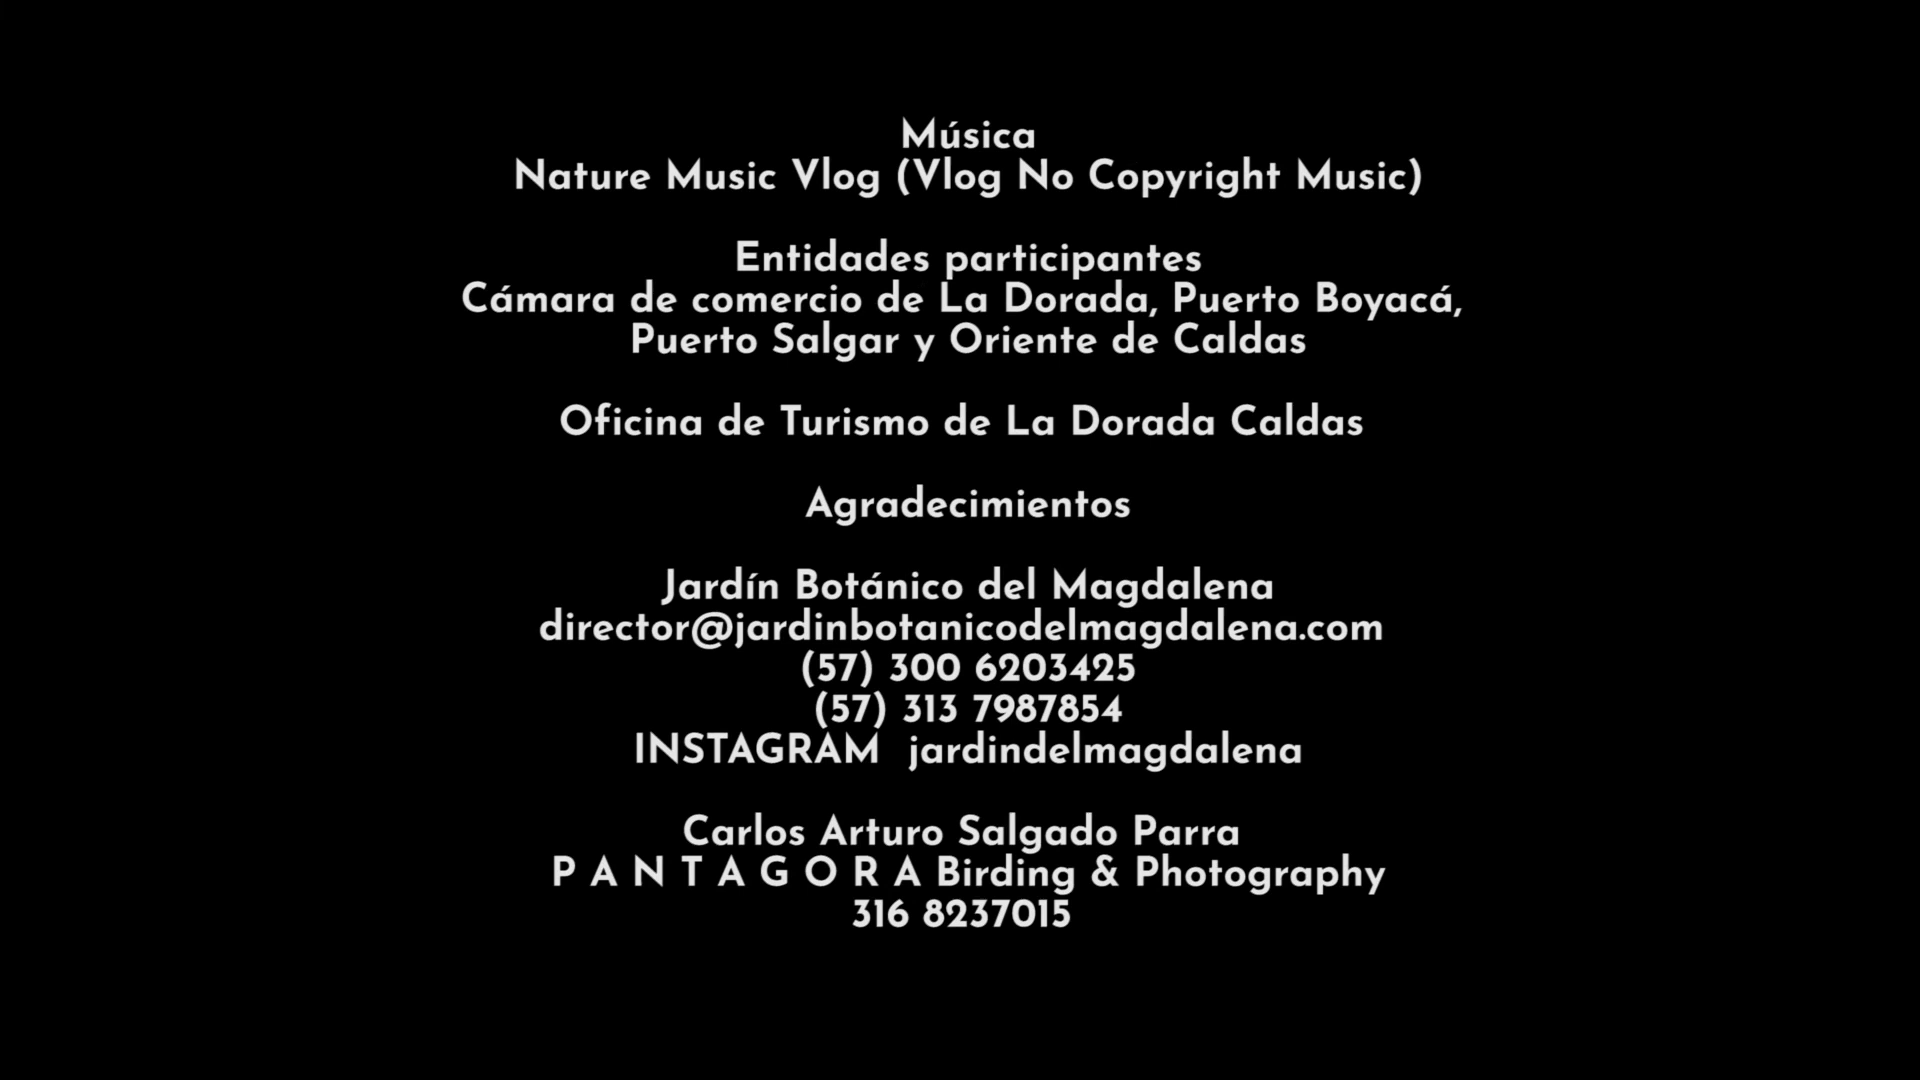 Música
Nature Music Vlog (Vlog No Copyright Music)
Entidades participantes
Cámara de comercio de La Dorada, Puerto Boyacá,
Puerto Salgar y Oriente de Caldas
Oficina de Turismo de La Dorada Caldas
Agradecimientos
Jardín Botánico del Magdalena
director@jardinbotanicodelmagdalena.com
(57) 300 6203425
(57) 313 7987854
INSTAGRAM  jardindelmagdalena
Carlos Arturo Salgado Parra
P A N T A G O R A Birding & Photography
316 8237015